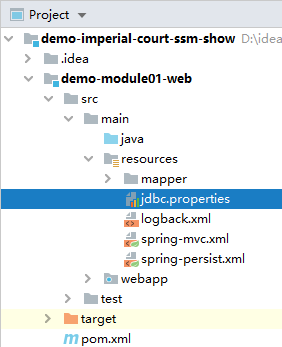 Project
demo-imperial-court-ssm-show D:\idea
.idea
demo-module01-web
src
main
java
resources
mapper
jdbc.properties
logback.xml
spring-mvc.xml
spring-persist.xml
webapp
test
target
pom.xml